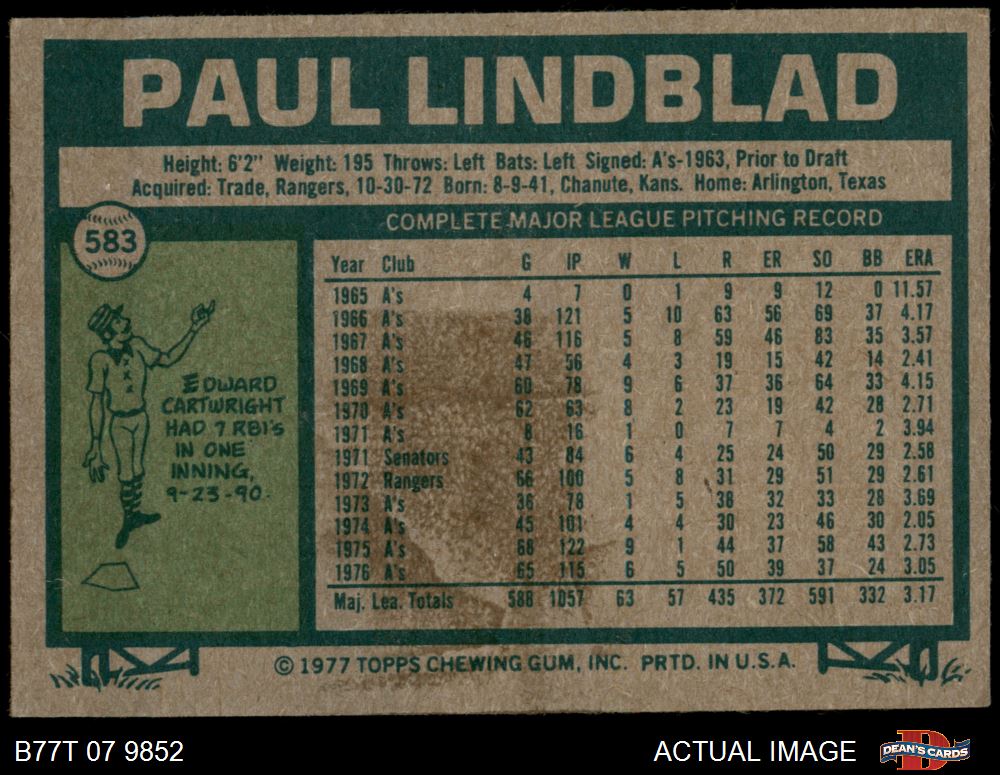 PAUL LINDBLAD
Height: 6'2" Weight: 195 Throws: Left Bats: Left Signed: A's-1963, Prior to Draft
Acquired: Trade, Rangers, 10-30-72 Born: 8-9-41, Chanute, Kans. Home: Arlington, Texas
583
EDWARD
CARTWRIGHT
HAD 7 RBI'S
IN ONE
INNING,
9-23-90.
COMPLETE MAJOR LEAGUE PITCHING RECORD
Year Club G IP W L R ER SO BB ERA
1965 A's 4 7 0 1 9 9 12 0 11.57
1966 A's 38 121 5 10 63 56 69 37 4.17
1967 A's 46 116 5 8 59 46 83 35 3.57
1968 A's 47 56 4 3 19 15 42 14 2.41
1969 A's 60 78 9 6 37 36 64 33 4.15
1970 A's 62 63 8 2 23 19 42 28 2.71
1971 A's 8 16 1 0 7 7 4 2 3.94
1971 Senators 43 84 6 4 25 24 50 29 2.58
1972 Rangers 66 100 5 8 31 29 51 29 2.61
1973 A's 36 78 1 5 38 32 33 28 3.69
1974 A's 45 101 4 4 30 23 46 30 2.05
1975 A's 68 122 9 1 44 37 58 43 2.73
1976 A's 65 115 6 5 50 39 37 24 3.05
Maj. Lea. Totals 588 1057 63 57 435 372 591 332 3.17
© 1977 TOPPS CHEWING GUM, INC. PRTD. IN U.S.A.
B77T 07 9852
ACTUAL IMAGE
DEAN'S CARDS